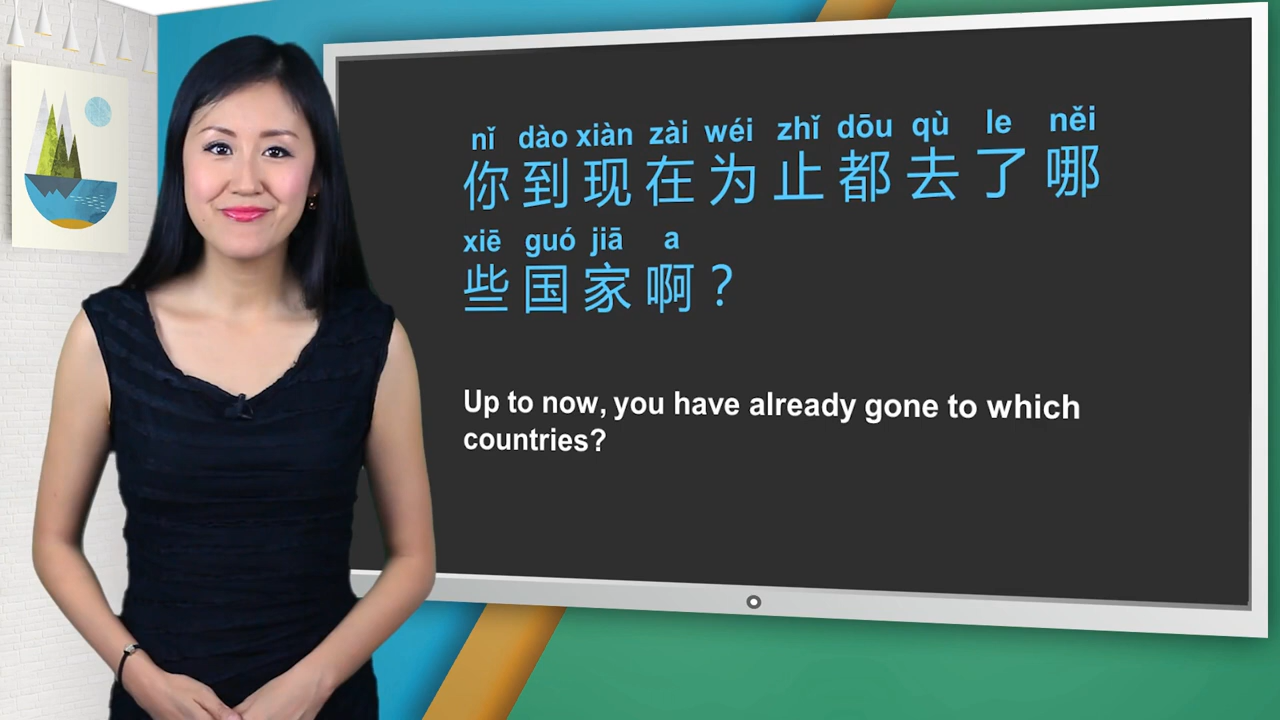 nǐ dào xiàn zài wéi zhǐ dōu qù le něi
你到现在为止都去了哪
xiē guó jiā a
些国家啊？
Up to now, you have already gone to which
countries?